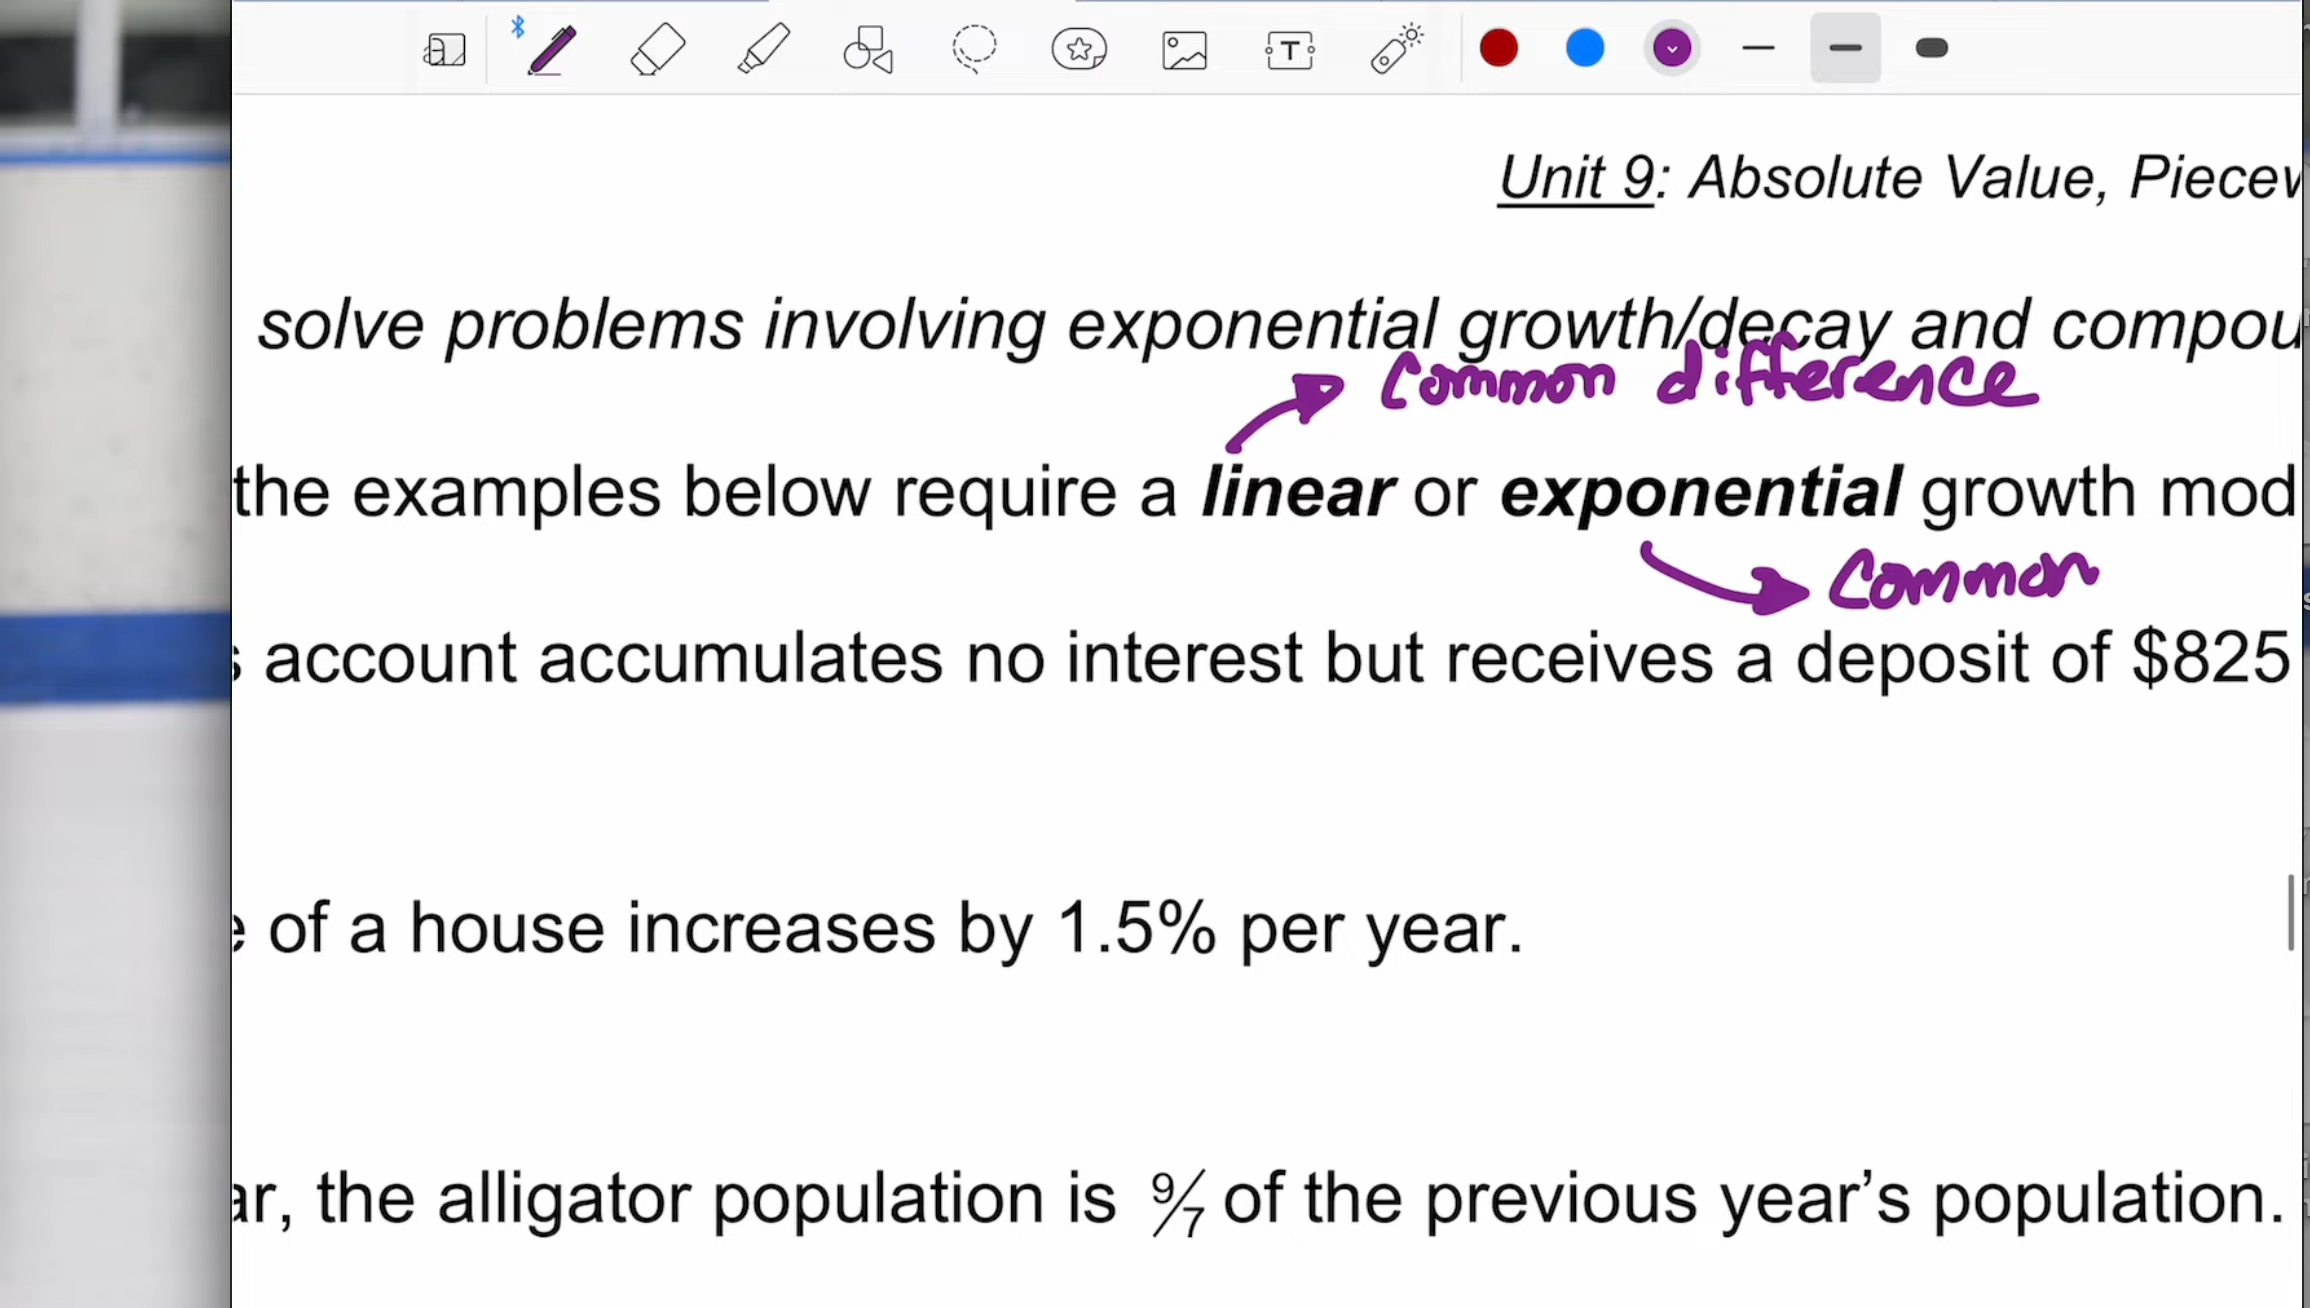 Unit 9: Absolute Value, Piecew
solve problems involving exponential growth/decay and compou
common difference
the examples below require a linear or exponential growth mod
common
s account accumulates no interest but receives a deposit of $825
e of a house increases by 1.5% per year.
ar, the alligator population is 9/7 of the previous year’s population.